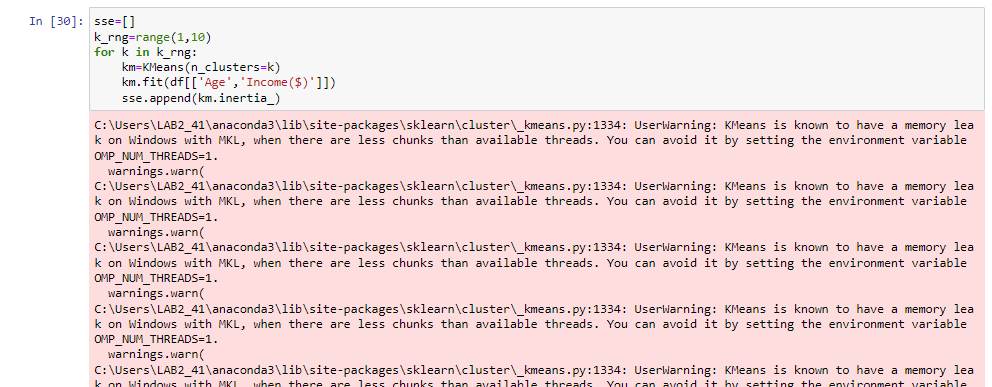 In [30]: sse=[]
k_rng=range(1,10)
for k in k_rng:
    km=KMeans(n_clusters=k)
    km.fit(df[['Age','Income($)']])
    sse.append(km.inertia_)
C:\Users\LAB2_41\anaconda3\lib\site-packages\sklearn\cluster\_kmeans.py:1334: UserWarning: KMeans is known to have a memory lea
k on Windows with MKL, when there are less chunks than available threads. You can avoid it by setting the environment variable
OMP_NUM_THREADS=1.
  warnings.warn(
C:\Users\LAB2_41\anaconda3\lib\site-packages\sklearn\cluster\_kmeans.py:1334: UserWarning: KMeans is known to have a memory lea
k on Windows with MKL, when there are less chunks than available threads. You can avoid it by setting the environment variable
OMP_NUM_THREADS=1.
  warnings.warn(
C:\Users\LAB2_41\anaconda3\lib\site-packages\sklearn\cluster\_kmeans.py:1334: UserWarning: KMeans is known to have a memory lea
k on Windows with MKL, when there are less chunks than available threads. You can avoid it by setting the environment variable
OMP_NUM_THREADS=1.
  warnings.warn(
C:\Users\LAB2_41\anaconda3\lib\site-packages\sklearn\cluster\_kmeans.py:1334: UserWarning: KMeans is known to have a memory lea
k on Windows with MKL, when there are less chunks than available threads. You can avoid it by setting the environment variable
OMP_NUM_THREADS=1.
  warnings.warn(
C:\Users\LAB2_41\anaconda3\lib\site-packages\sklearn\cluster\_kmeans.py:1334: UserWarning: KMeans is known to have a memory lea
k on Windows with MKL, when there are less chunks than available threads. You can avoid it by setting the environment variable